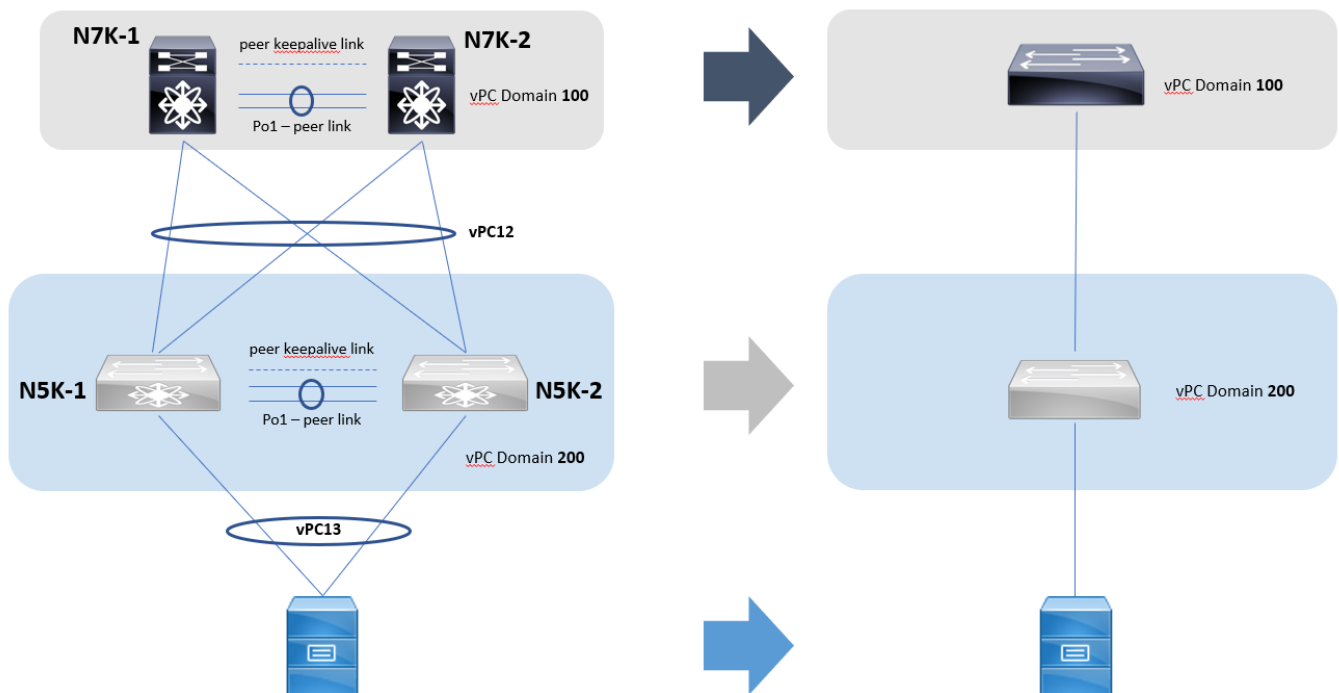 N7K-1
peer keepalive link
N7K-2
vPC Domain 100
Po1 – peer link
vPC Domain 100
vPC12
peer keepalive link
N5K-1
N5K-2
Po1 – peer link
vPC Domain 200
vPC Domain 200
vPC13